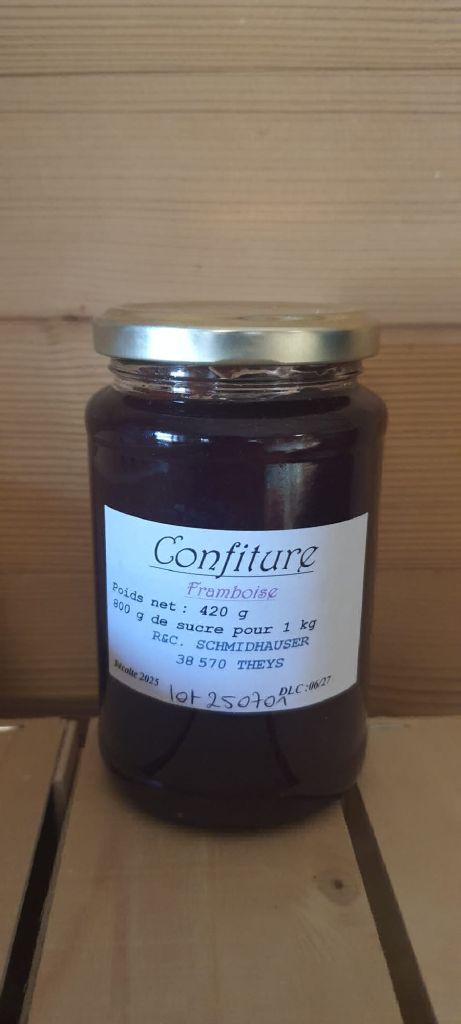 Confiture
Framboise
Poids net : 420 g
800 g de sucre pour 1 kg
R&C. SCHMIDHAUSER
38 570 THEYS
Récolte 2025
DLC :06/27
lot 250701